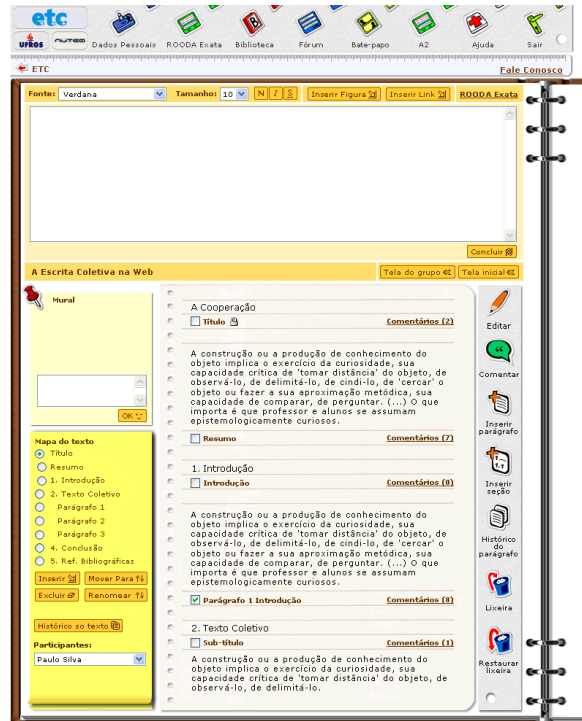 etc
UFRGS
NUTED
Dados Pessoais
ROODA Exata
Biblioteca
Fórum
Bate-papo
A2
Ajuda
Sair
ETC
Fale Conosco
Fonte: Verdana
Tamanho: 10
N I S
Inserir Figura
Inserir Link
ROODA Exata
Concluir
A Escrita Coletiva na Web
Tela do grupo
Tela inicial
Mural
OK
Mapa do texto
Título
Resumo
1. Introdução
2. Texto Coletivo
Parágrafo 1
Parágrafo 2
Parágrafo 3
4. Conclusão
5. Ref. Bibliográficas
Inserir
Mover Para
Excluir
Renomear
Histórico so texto
Participantes:
Paulo Silva
A Cooperação
Título
Comentários (2)
A construção ou a produção de conhecimento do
objeto implica o exercício da curiosidade, sua
capacidade crítica de 'tomar distância' do objeto, de
observá-lo, de delimitá-lo, de cindi-lo, de 'cercar' o
objeto ou fazer a sua aproximação metódica, sua
capacidade de comparar, de perguntar. (...) O que
importa é que professor e alunos se assumam
epistemologicamente curiosos.
Resumo
Comentários (7)
1. Introdução
Introdução
Comentários (0)
A construção ou a produção de conhecimento do
objeto implica o exercício da curiosidade, sua
capacidade crítica de 'tomar distância' do objeto, de
observá-lo, de delimitá-lo, de cindi-lo, de 'cercar' o
objeto ou fazer a sua aproximação metódica, sua
capacidade de comparar, de perguntar. (...) O que
importa é que professor e alunos se assumam
epistemologicamente curiosos.
Parágrafo 1 Introdução
Comentários (8)
2. Texto Coletivo
Sub-título
Comentários (1)
A construção ou a produção de conhecimento do
objeto implica o exercício da curiosidade, sua
capacidade crítica de 'tomar distância' do objeto, de
observá-lo, de delimitá-lo.
Editar
Comentar
Inserir
parágrafo
1.
1.1
Inserir
seção
Histórico
do
parágrafo
Lixeira
Restaurar
lixeira